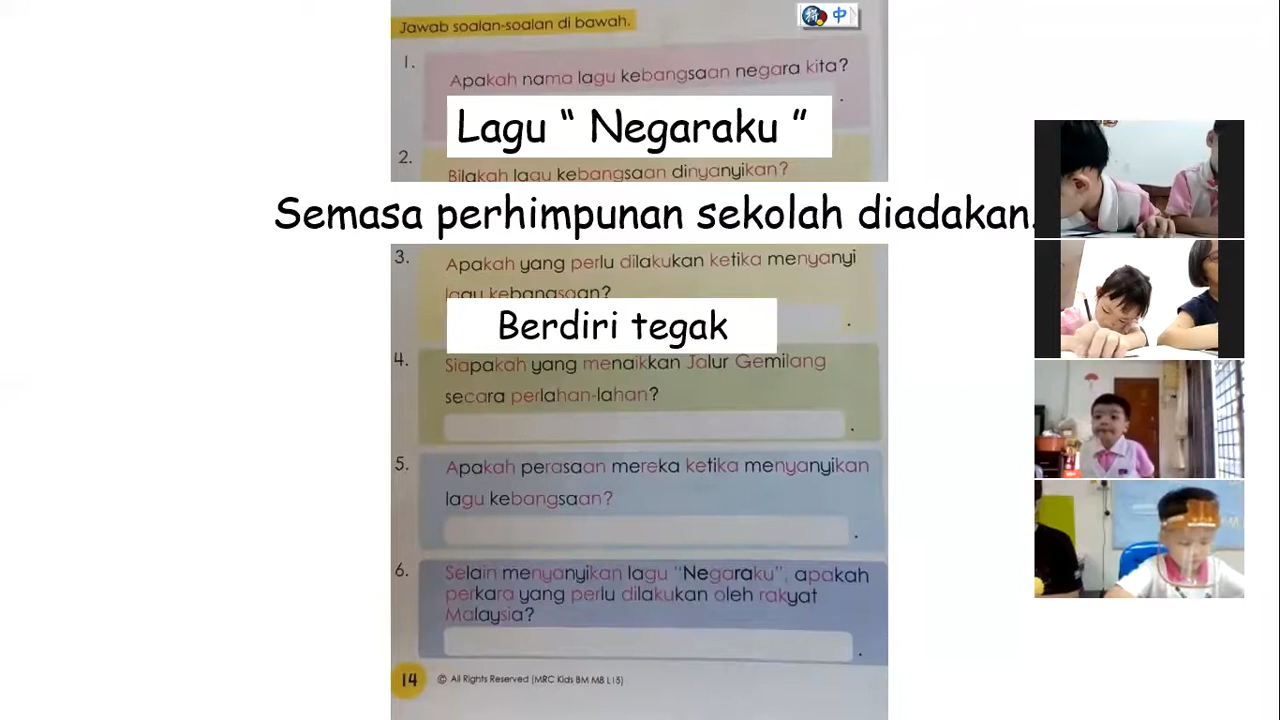 Jawab soalan-soalan di bawah.
中
1.
Apakah nama lagu kebangsaan negara kita?
Lagu “ Negaraku ”
.
2.
Bilakah lagu kebangsaan dinyanyikan?
Semasa perhimpunan sekolah diadakan.
3.
Apakah yang perlu dilakukan ketika menyanyi
lagu kebangsaan?
Berdiri tegak
.
4.
Siapakah yang menaikkan Jalur Gemilang
secara perlahan-lahan?
.
5.
Apakah perasaan mereka ketika menyanyikan
lagu kebangsaan?
.
6.
Selain menyanyikan lagu "Negaraku", apakah
perkara yang perlu dilakukan oleh rakyat
Malaysia?
.
14
© All Rights Reserved (MRC Kids BM M8 L15)